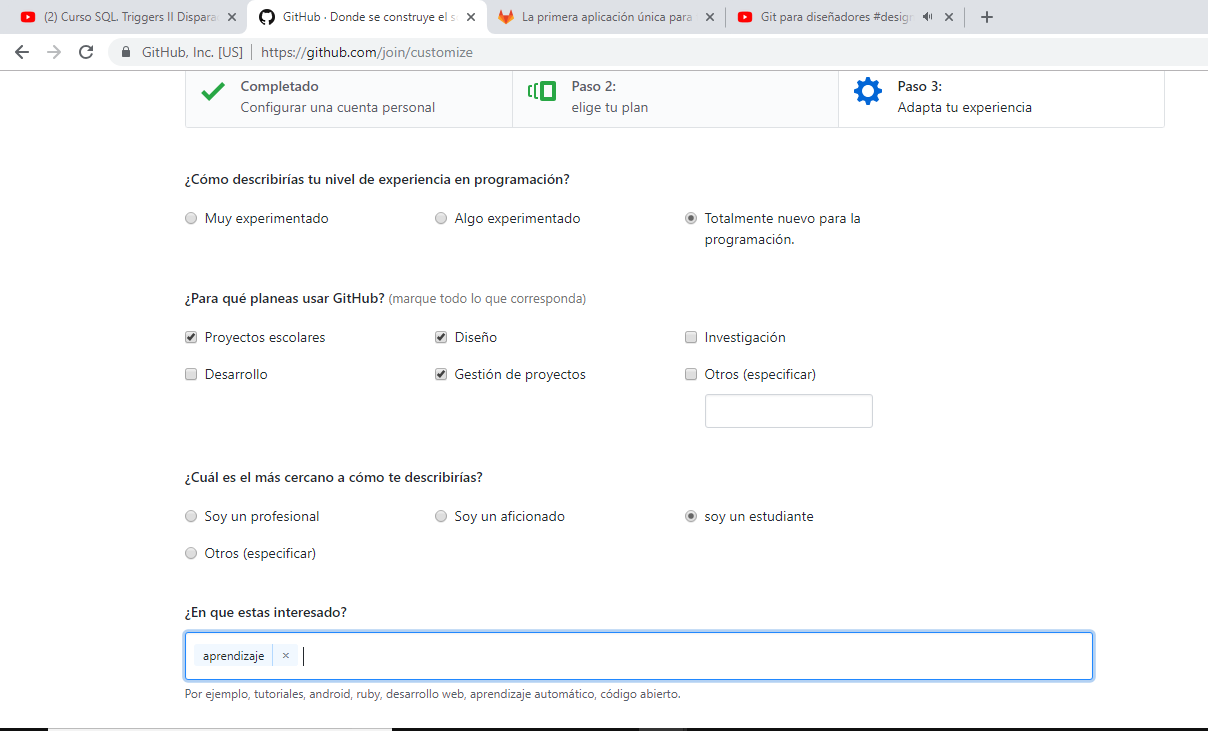 (2) Curso SQL. Triggers II Dispara
GitHub · Donde se construye el s
La primera aplicación única para
Git para diseñadores #design
GitHub, Inc. [US]
https://github.com/join/customize
Completado
Configurar una cuenta personal
Paso 2:
elige tu plan
Paso 3:
Adapta tu experiencia
¿Cómo describirías tu nivel de experiencia en programación?
Muy experimentado
Algo experimentado
Totalmente nuevo para la
programación.
¿Para qué planeas usar GitHub? (marque todo lo que corresponda)
Proyectos escolares
Diseño
Investigación
Desarrollo
Gestión de proyectos
Otros (especificar)
¿Cuál es el más cercano a cómo te describirías?
Soy un profesional
Soy un aficionado
soy un estudiante
Otros (especificar)
¿En que estas interesado?
aprendizaje
Por ejemplo, tutoriales, android, ruby, desarrollo web, aprendizaje automático, código abierto.